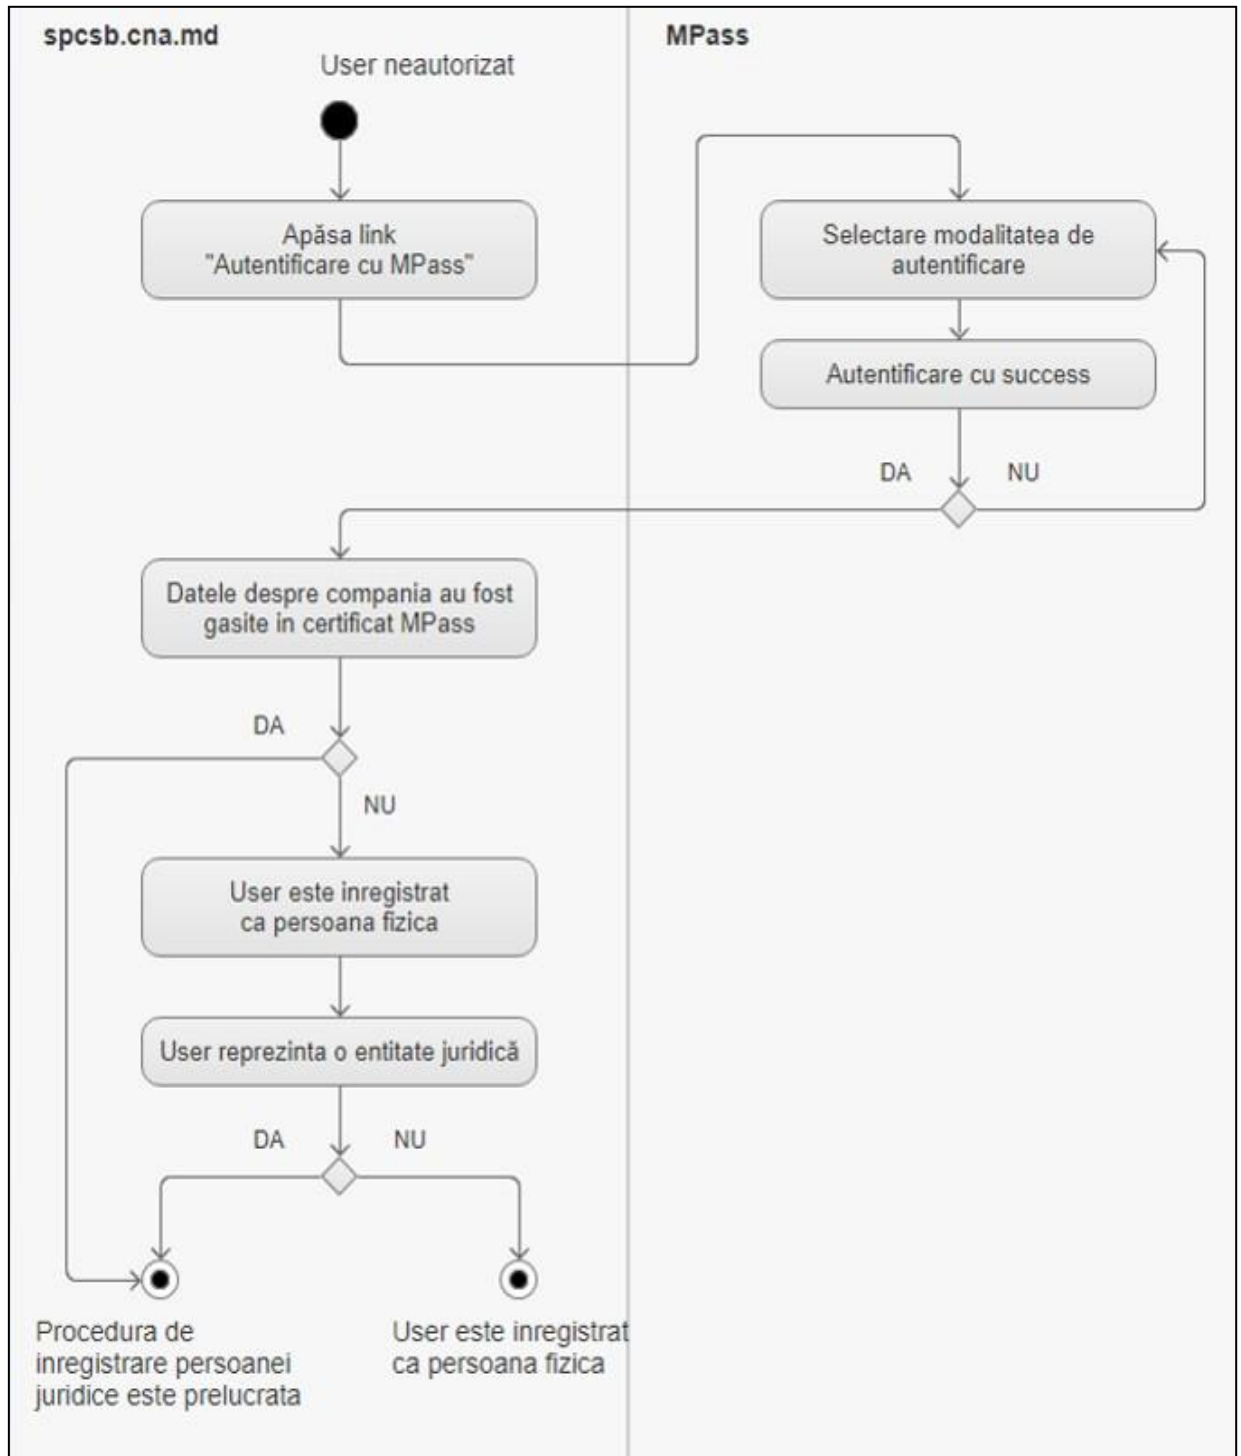 spcsb.cna.md
MPass
User neautorizat
Apăsa link
"Autentificare cu MPass"
Selectare modalitatea de
autentificare
Autentificare cu success
DA
NU
Datele despre compania au fost
gasite in certificat MPass
DA
NU
User este inregistrat
ca persoana fizica
User reprezinta o entitate juridică
DA
NU
Procedura de
inregistrare persoanei
juridice este prelucrata
User este inregistrat
ca persoana fizica